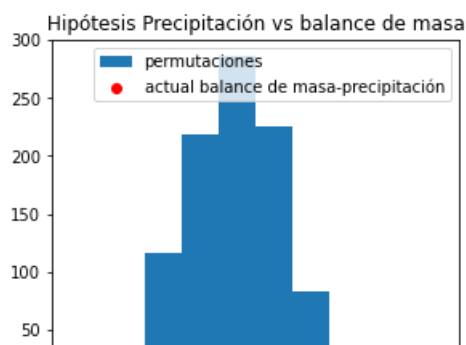 Hipótesis Precipitación vs balance de masa
300
permutaciones
actual balance de masa-precipitación
250
200
150
100
50